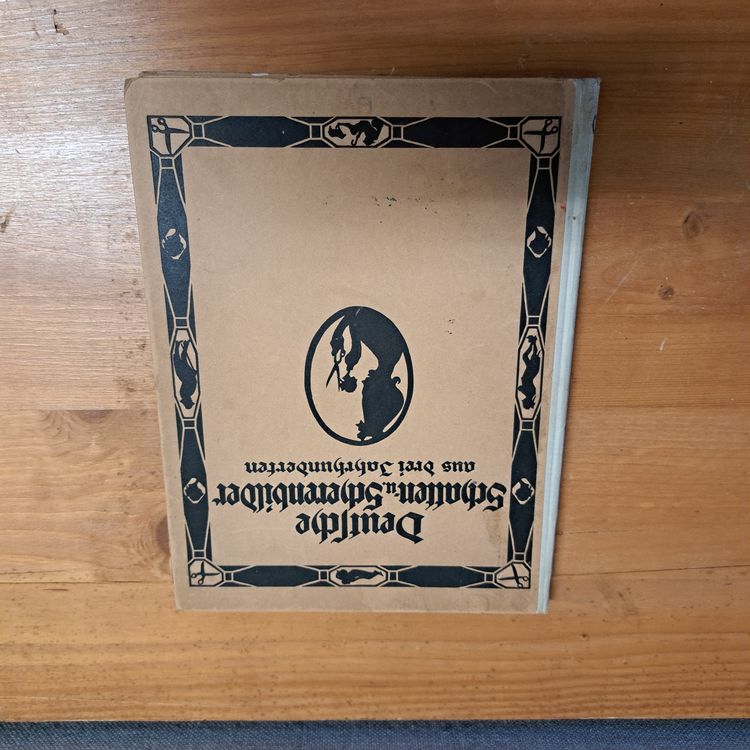 Deutsche
Schatten u. Scherenbilder
aus drei Jahrhunderten